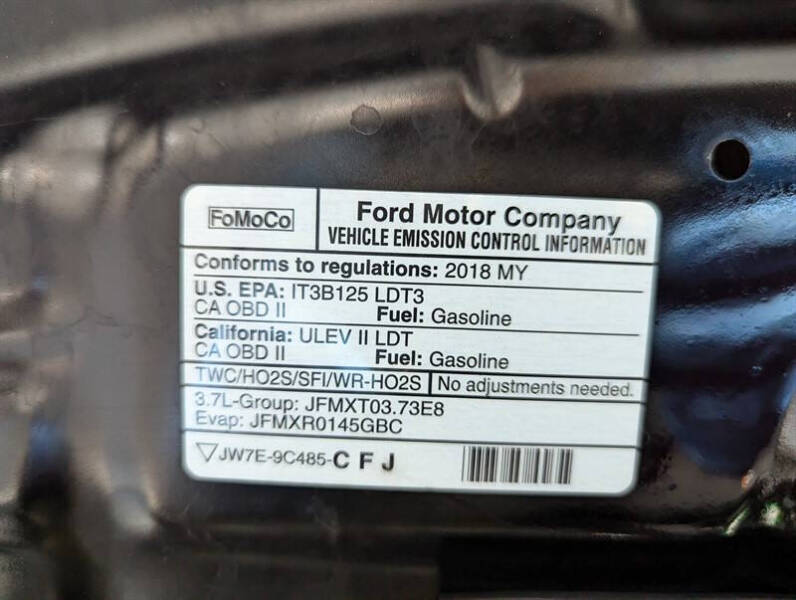 FoMoCo
Ford Motor Company
VEHICLE EMISSION CONTROL INFORMATION
Conforms to regulations: 2018 MY
U.S. EPA: IT3B125 LDT3
CA OBD II Fuel: Gasoline
California: ULEV II LDT
CA OBD II Fuel: Gasoline
TWC/HO2S/SFI/WR-HO2S No adjustments needed.
3.7L-Group: JFMXT03.73E8
Evap: JFMXR0145GBC
JW7E-9C485-C F J